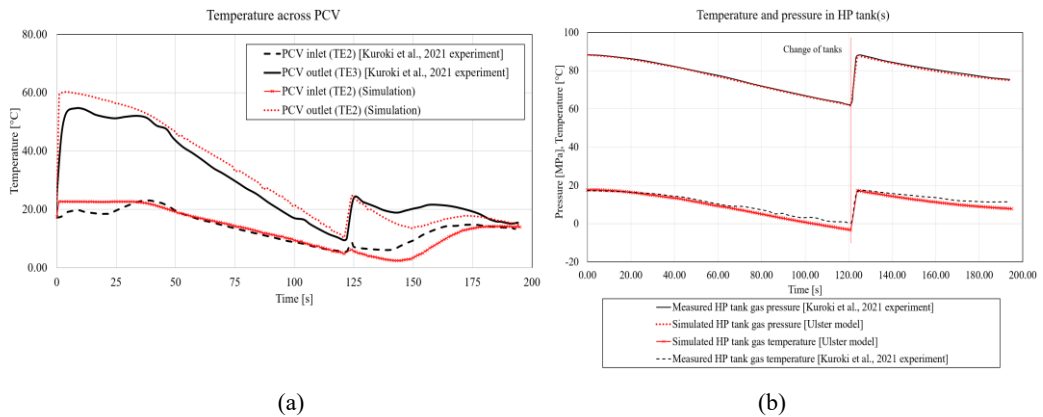 Temperature across PCV
PCV inlet (TE2) [Kuroki et al., 2021 experiment]
PCV outlet (TE3) [Kuroki et al., 2021 experiment]
PCV inlet (TE2) (Simulation)
PCV outlet (TE2) (Simulation)
Temperature [°C]
80.00
60.00
40.00
20.00
0.00
0
25
50
75
100
125
150
175
200
Time [s]
(a)
Temperature and pressure in HP tank(s)
Change of tanks
Pressure [MPa], Temperature [°C]
100
80
60
40
20
0
-20
0.00
20.00
40.00
60.00
80.00
100.00
120.00
140.00
160.00
180.00
200.00
Time [s]
Measured HP tank gas pressure [Kuroki et al., 2021 experiment]
Simulated HP tank gas pressure [Ulster model]
Simulated HP tank gas temperature [Ulster model]
Measured HP tank gas temperature [Kuroki et al., 2021 experiment]
(b)